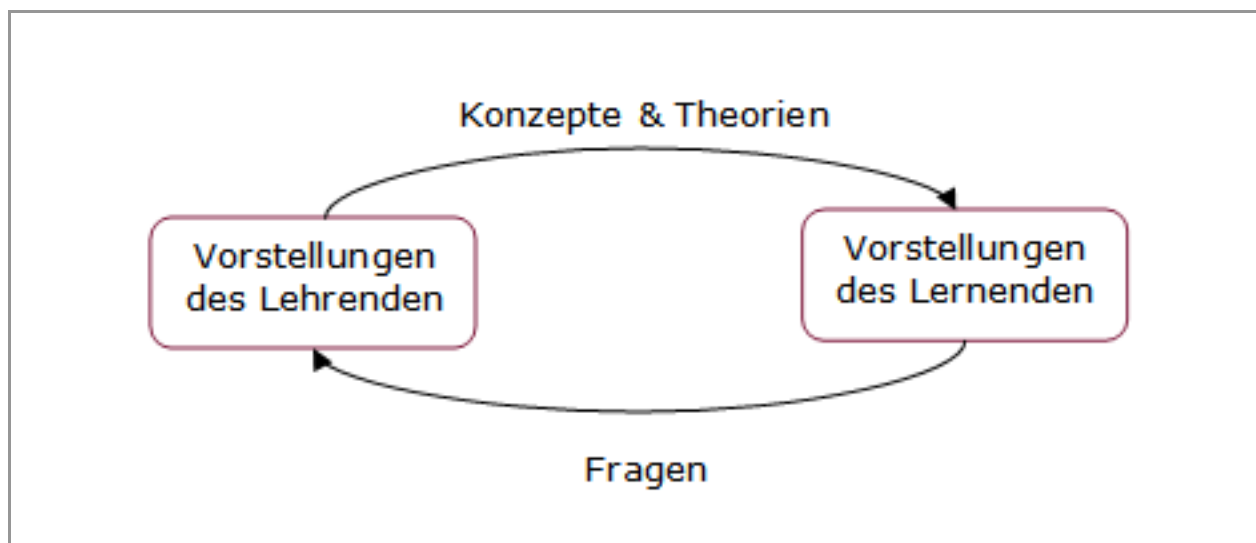 Konzepte & Theorien
Vorstellungen
des Lehrenden
Vorstellungen
des Lernenden
Fragen